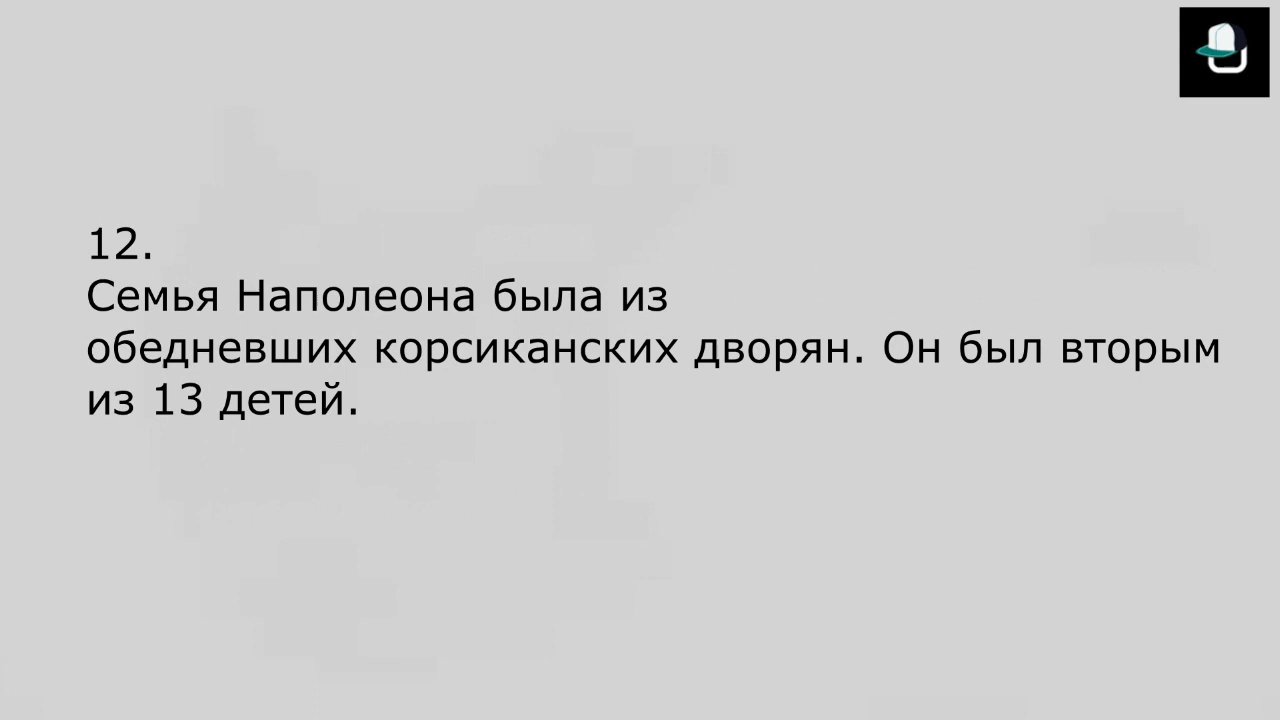 12.
Семья Наполеона была из
обедневших корсиканских дворян. Он был вторым
из 13 детей.